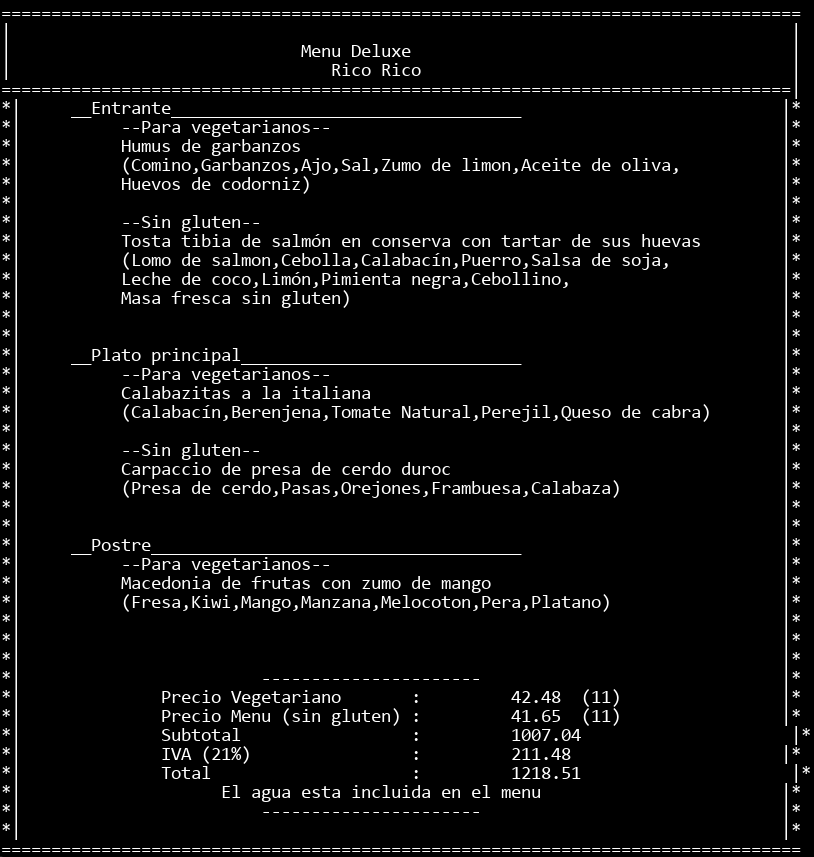 ================================================================================
|                                                                              |
|                             Menu Deluxe                                      |
|                                Rico Rico                                     |
===============================================================================|
*|     __Entrante___________________________________                          |*
*|          --Para vegetarianos--                                             |*
*|          Humus de garbanzos                                                |*
*|          (Comino,Garbanzos,Ajo,Sal,Zumo de limon,Aceite de oliva,          |*
*|          Huevos de codorniz)                                               |*
*|                                                                            |*
*|          --Sin gluten--                                                    |*
*|          Tosta tibia de salmón en conserva con tartar de sus huevas        |*
*|          (Lomo de salmon,Cebolla,Calabacín,Puerro,Salsa de soja,           |*
*|          Leche de coco,Limón,Pimienta negra,Cebollino,                     |*
*|          Masa fresca sin gluten)                                           |*
*|                                                                            |*
*|                                                                            |*
*|     __Plato principal____________________________                          |*
*|          --Para vegetarianos--                                             |*
*|          Calabazitas a la italiana                                         |*
*|          (Calabacín,Berenjena,Tomate Natural,Perejil,Queso de cabra)       |*
*|                                                                            |*
*|          --Sin gluten--                                                    |*
*|          Carpaccio de presa de cerdo duroc                                 |*
*|          (Presa de cerdo,Pasas,Orejones,Frambuesa,Calabaza)                |*
*|                                                                            |*
*|                                                                            |*
*|     __Postre_____________________________________                          |*
*|          --Para vegetarianos--                                             |*
*|          Macedonia de frutas con zumo de mango                             |*
*|          (Fresa,Kiwi,Mango,Manzana,Melocoton,Pera,Platano)                 |*
*|                                                                            |*
*|                                                                            |*
*|                                                                            |*
*|                        ----------------------                              |*
*|              Precio Vegetariano       :         42.48  (11)                |*
*|              Precio Menu (sin gluten) :         41.65  (11)                |*
*|              Subtotal                 :         1007.04                     |*
*|              IVA (21%)                :         211.48                     |*
*|              Total                    :         1218.51                     |*
*|                    El agua esta incluida en el menu                        |*
*|                        ----------------------                              |*
*|                                                                            |*
================================================================================